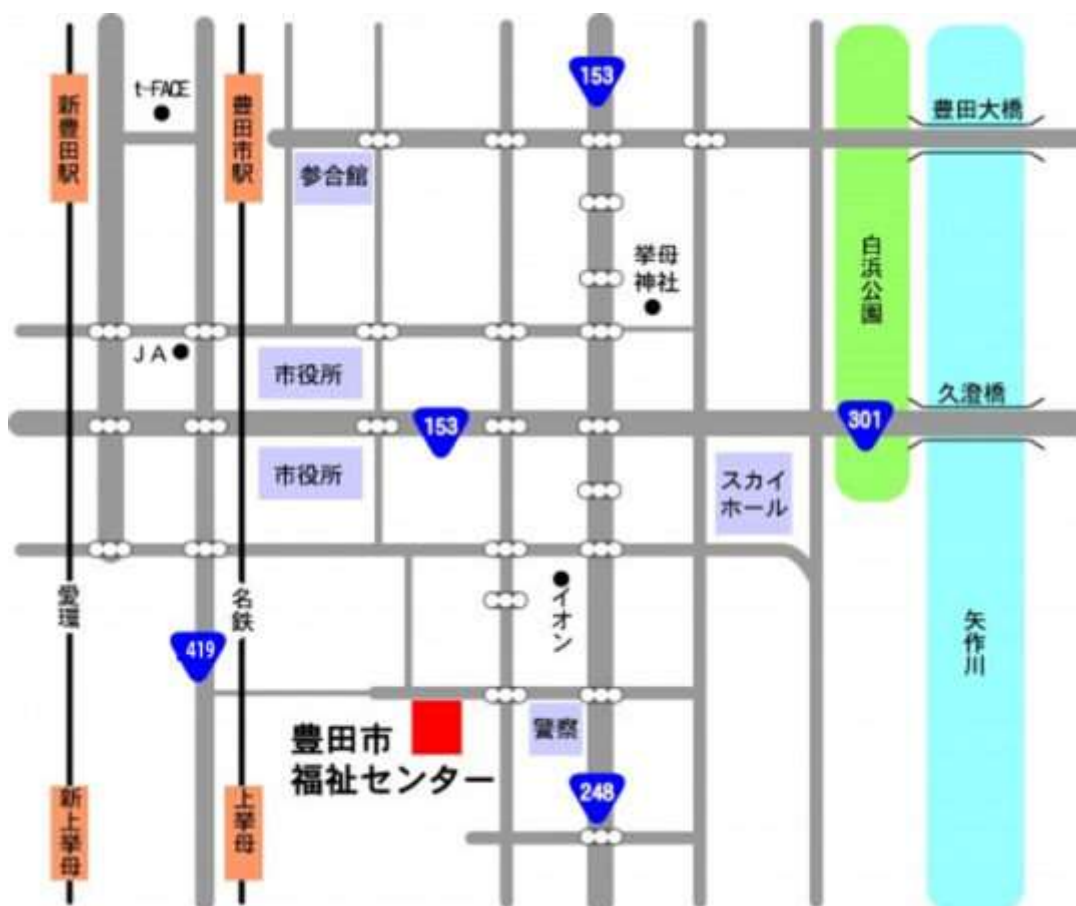 153
t-FACE
新豊田駅
豊田市駅
豊田大橋
参合館
挙母
神社
白浜公園
JA
市役所
久澄橋
153
301
市役所
スカイ
ホール
愛環
名鉄
イオン
矢作川
419
豊田市
福祉センター
警察
248
新上挙母
上挙母